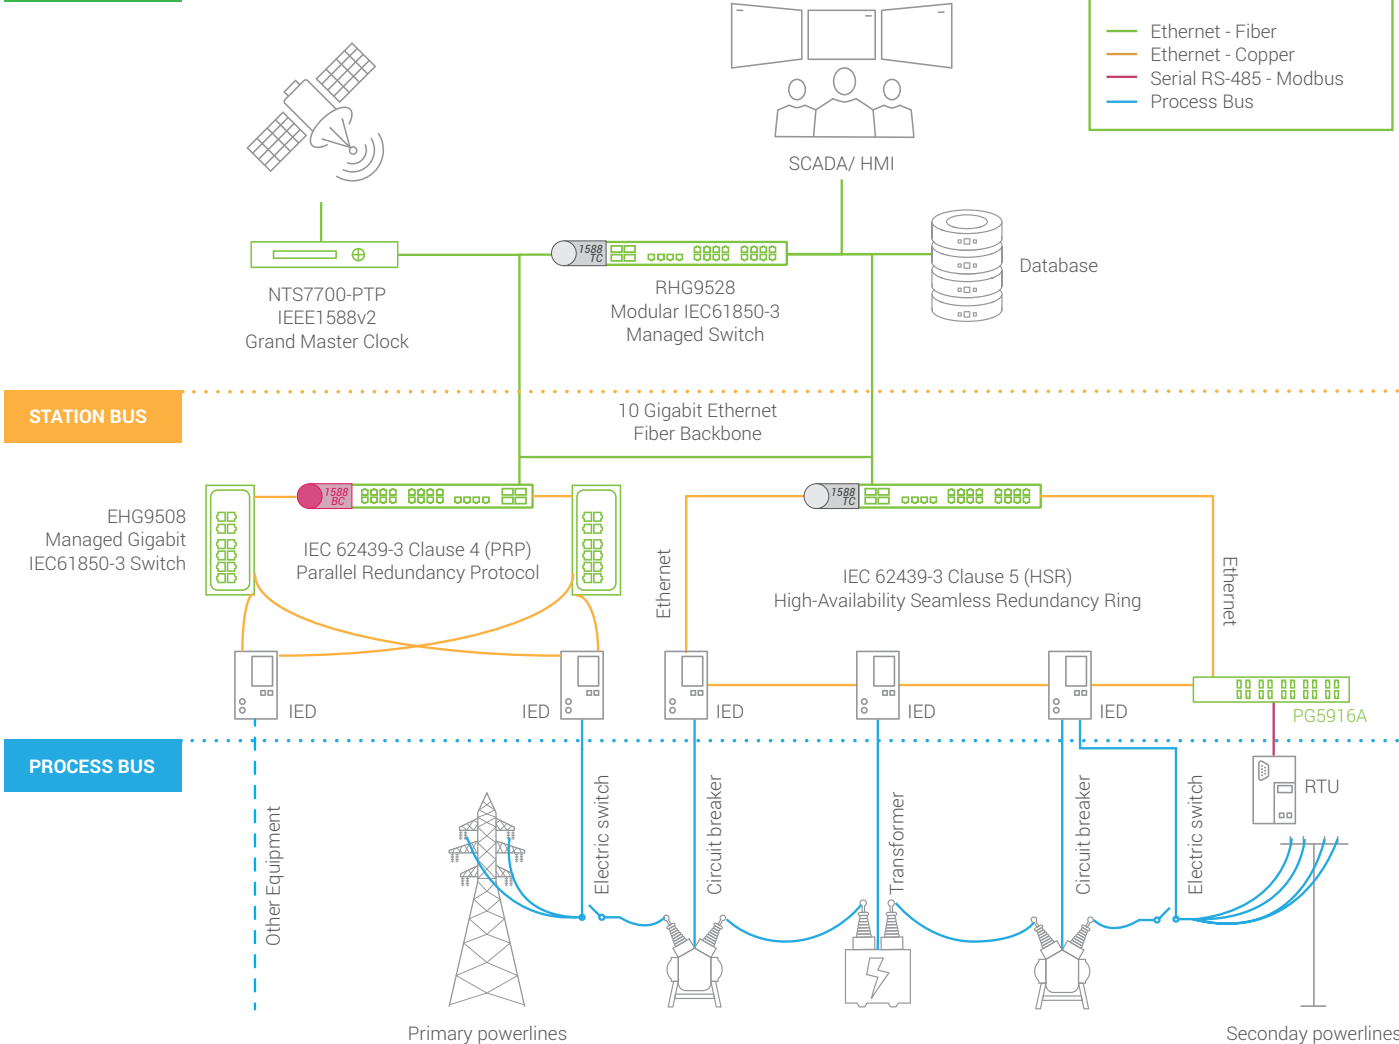 Ethernet - Fiber
Ethernet - Copper
Serial RS-485 - Modbus
Process Bus
SCADA/ HMI
1588
TC
Database
NTS7700-PTP
IEEE1588v2
Grand Master Clock
RHG9528
Modular IEC61850-3
Managed Switch
STATION BUS
10 Gigabit Ethernet
Fiber Backbone
1588
BC
1588
TC
EHG9508
Managed Gigabit
IEC61850-3 Switch
IEC 62439-3 Clause 4 (PRP)
Parallel Redundancy Protocol
Ethernet
IEC 62439-3 Clause 5 (HSR)
High-Availability Seamless Redundancy Ring
Ethernet
IED
IED
IED
IED
IED
PG5916A
PROCESS BUS
Other Equipment
Electric switch
Circuit breaker
Transformer
Circuit breaker
Electric switch
RTU
Primary powerlines
Seconday powerlines